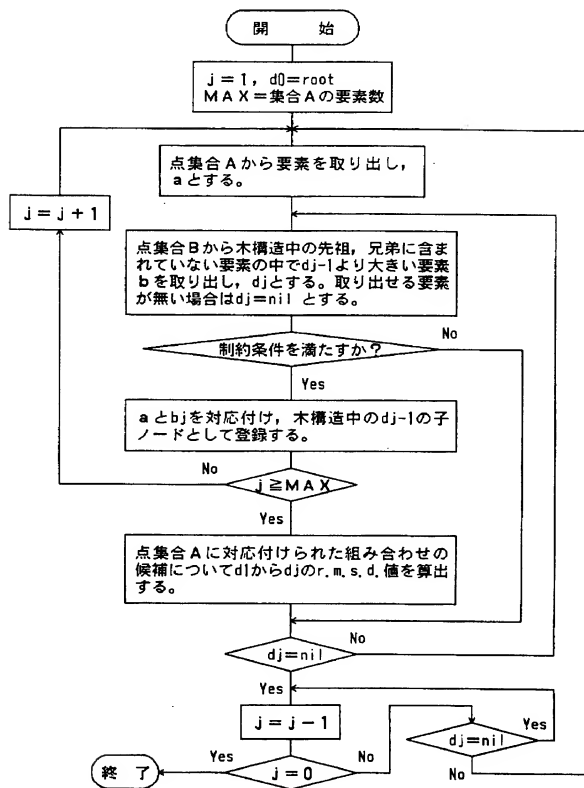 開 始
j=1, d0=root
MAX=集合Aの要素数
点集合Aから要素を取り出し,
aとする。
j=j+1
点集合Bから木構造中の先祖,兄弟に含ま
れていない要素の中でdj-1より大きい要素
bを取り出し,djとする。取り出せる要素
が無い場合はdj=nilとする。
制約条件を満たすか?
No
Yes
aとbjを対応付け,木構造中のdj-1の子
ノードとして登録する。
No
j≧MAX
Yes
点集合Aに対応付けられた組み合わせの
候補についてd1からdjのr.m.s.d.値を算出
する。
No
dj=nil
Yes
j=j-1
Yes
dj=nil
No
Yes
No
j=0
終 了